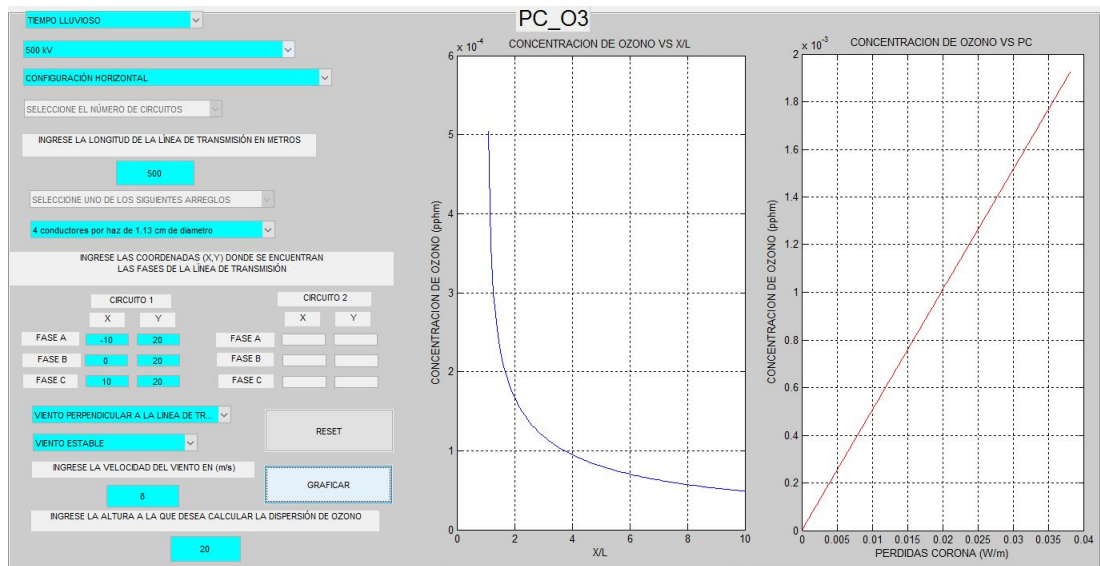 PC_O3
TIEMPO LLUVIOSO
500 kV
CONFIGURACIÓN HORIZONTAL
SELECCIONE EL NÚMERO DE CIRCUITOS
INGRESE LA LONGITUD DE LA LÍNEA DE TRANSMISIÓN EN METROS
500
SELECCIONE UNO DE LOS SIGUIENTES ARREGLOS
4 conductores por haz de 1.13 cm de diametro
INGRESE LAS COORDENADAS (X,Y) DONDE SE ENCUENTRAN
LAS FASES DE LA LÍNEA DE TRANSMISIÓN
CIRCUITO 1
X Y
FASE A -10 20
FASE B 0 20
FASE C 10 20
CIRCUITO 2
X Y
FASE A
FASE B
FASE C
VIENTO PERPENDICULAR A LA LINEA DE TR...
VIENTO ESTABLE
RESET
INGRESE LA VELOCIDAD DEL VIENTO EN (m/s)
8
GRAFICAR
INGRESE LA ALTURA A LA QUE DESEA CALCULAR LA DISPERSIÓN DE OZONO
20
CONCENTRACION DE OZONO VS X/L
x 10⁻⁴
6
5
4
3
2
1
0
CONCENTRACION DE OZONO (pphm)
0 2 4 6 8 10
X/L
CONCENTRACION DE OZONO VS PC
x 10⁻³
2
1.8
1.6
1.4
1.2
1
0.8
0.6
0.4
0.2
0
CONCENTRACION DE OZONO (pphm)
0 0.005 0.01 0.015 0.02 0.025 0.03 0.035 0.04
PERDIDAS CORONA (W/m)